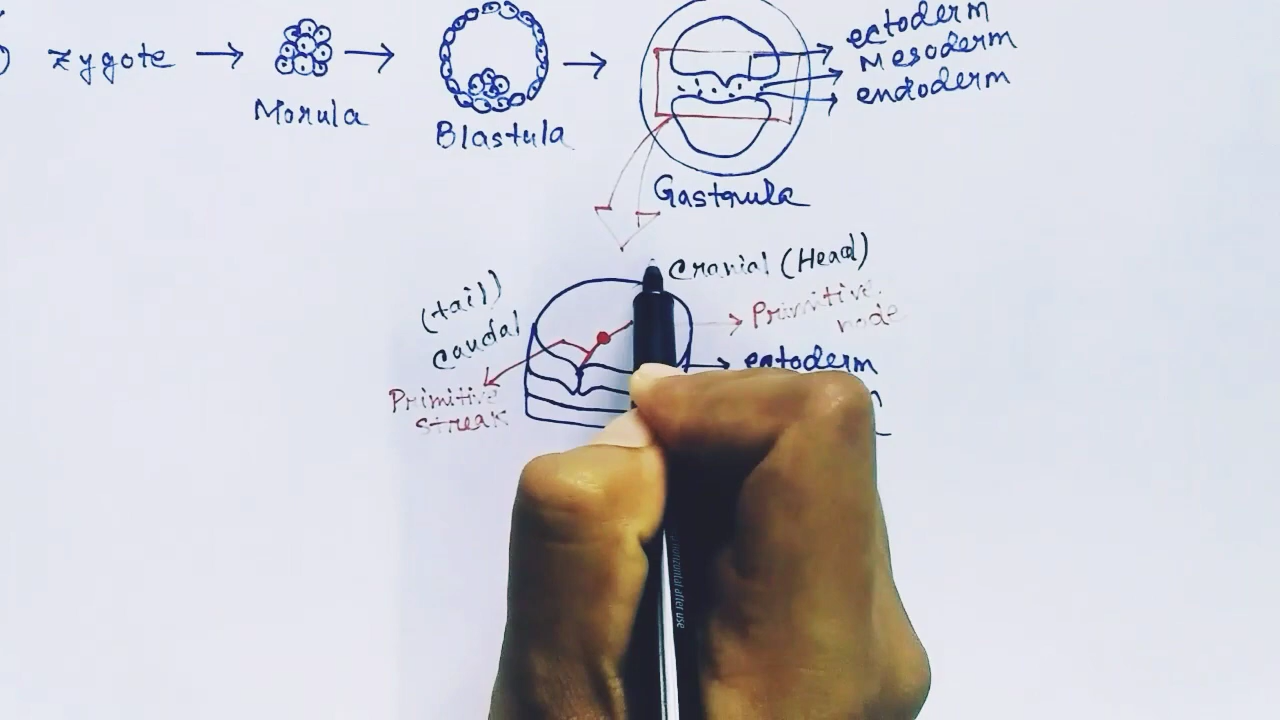 zygote
Morula
Blastula
ectoderm
Mesoderm
endoderm
Gastrula
Cranial (Head)
(tail)
caudal
Primitive
node
ectoderm
Primitive
streak